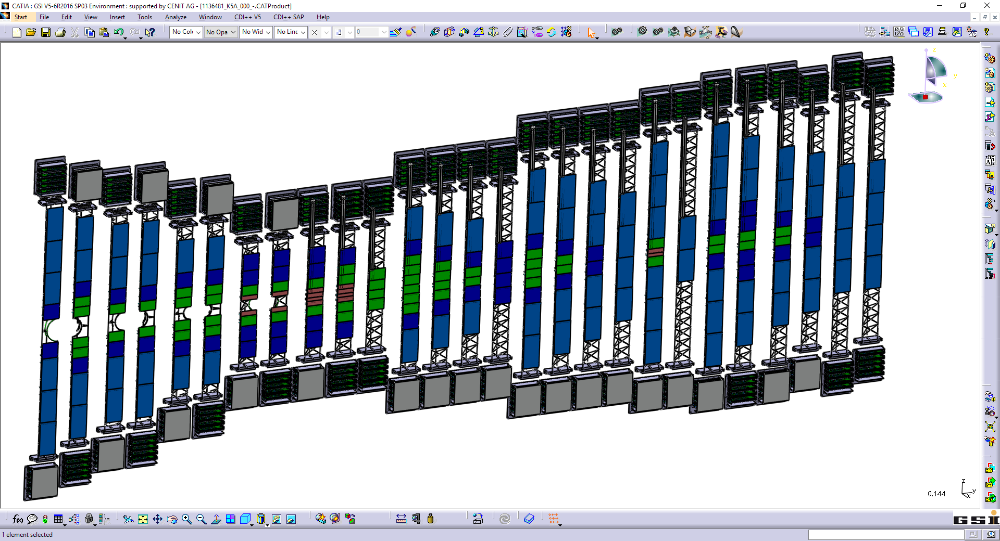 CATIA : GSI V5-6R2016 SP03 Environment : supported by CENIT AG - [1136481_K5A_000_-.CATProduct]
Start File Edit View Insert Tools Analyze Window CDI++ V5 CDI++ SAP Help
No Col No Opa No Wid No Line 0
z
y
x
0,144
z
y
x
f(x)
GSI
1 element selected